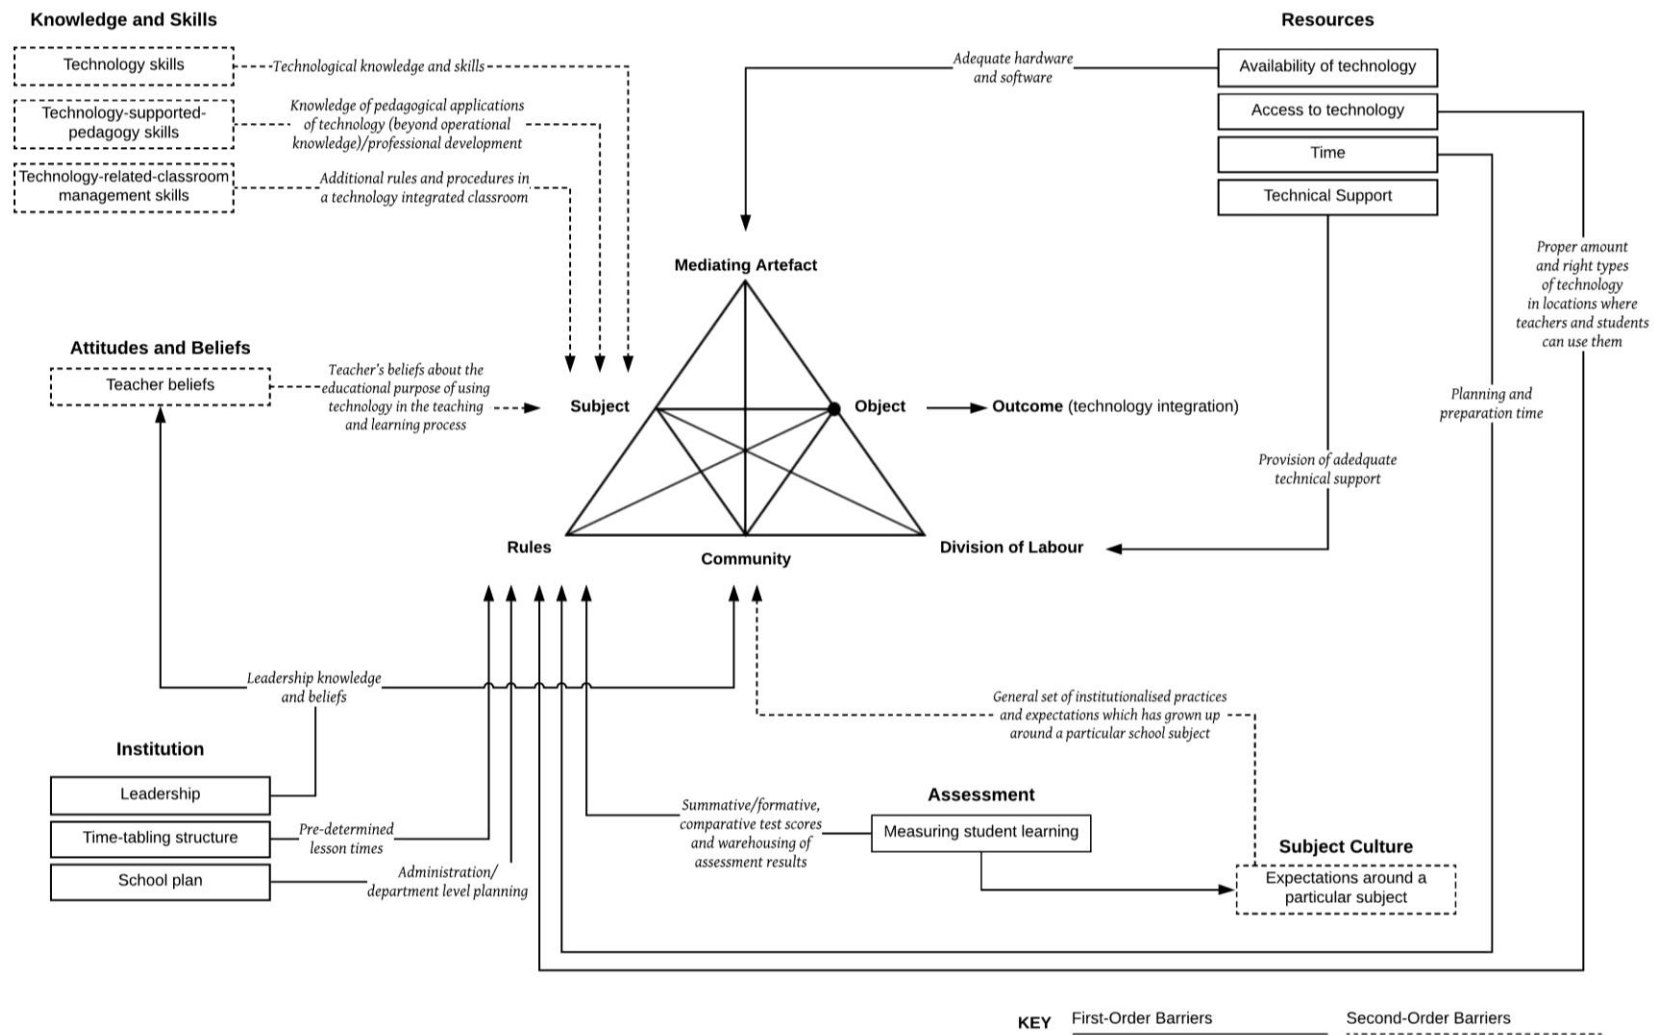 Knowledge and Skills
Technology skills
Technological knowledge and skills
Technology-supported-
pedagogy skills
Knowledge of pedagogical applications
of technology (beyond operational
knowledge)/professional development
Technology-related-classroom
management skills
Additional rules and procedures in
a technology integrated classroom
Resources
Availability of technology
Adequate hardware
and software
Access to technology
Time
Technical Support
Proper amount
and right types
of technology
in locations where
teachers and students
can use them
Planning and
preparation time
Provision of adedquate
technical support
Mediating Artefact
Attitudes and Beliefs
Teacher beliefs
Teacher's beliefs about the
educational purpose of using
technology in the teaching
and learning process
Subject
Object
Outcome (technology integration)
Rules
Community
Division of Labour
Leadership knowledge
and beliefs
Institution
Leadership
Time-tabling structure
Pre-determined
lesson times
School plan
Administration/
department level planning
General set of institutionalised practices
and expectations which has grown up
around a particular school subject
Assessment
Measuring student learning
Summative/formative,
comparative test scores
and warehousing of
assessment results
Subject Culture
Expectations around a
particular subject
KEY
First-Order Barriers
Second-Order Barriers